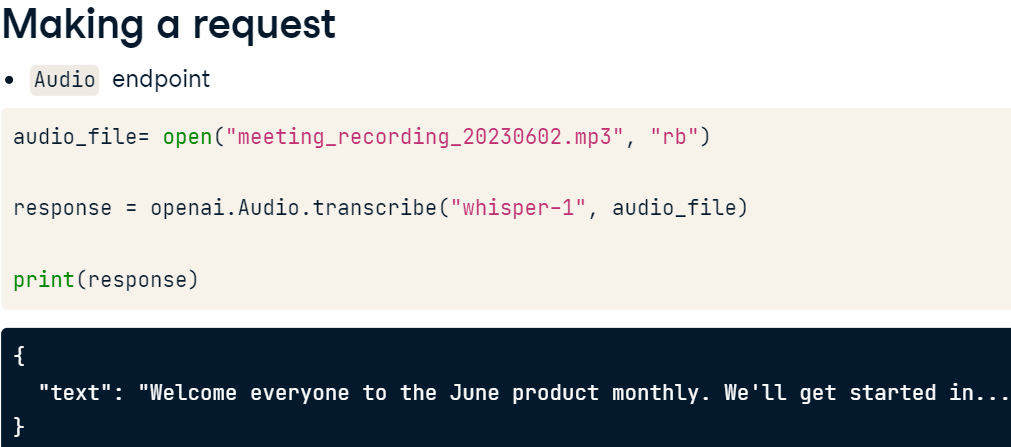 Making a request
• Audio endpoint
audio_file= open("meeting_recording_20230602.mp3", "rb")
response = openai.Audio.transcribe("whisper-1", audio_file)
print(response)
{
  "text": "Welcome everyone to the June product monthly. We'll get started in...
}